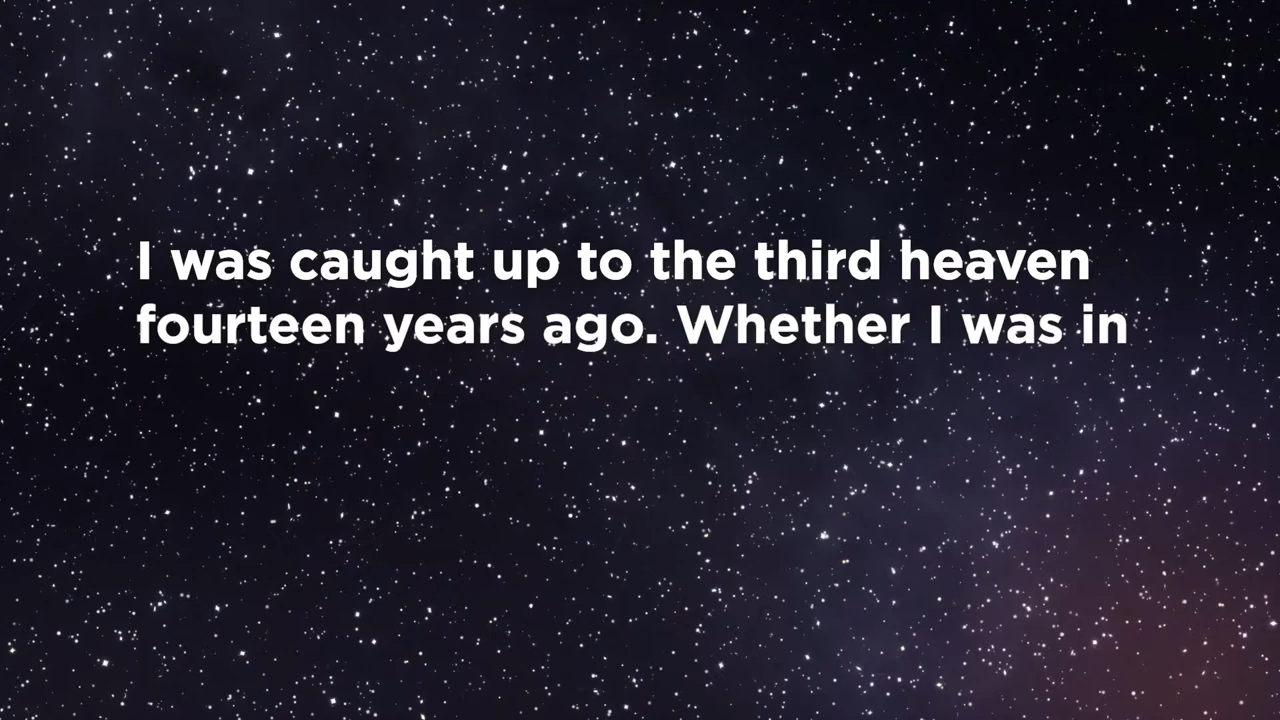 I was caught up to the third heaven
fourteen years ago. Whether I was in